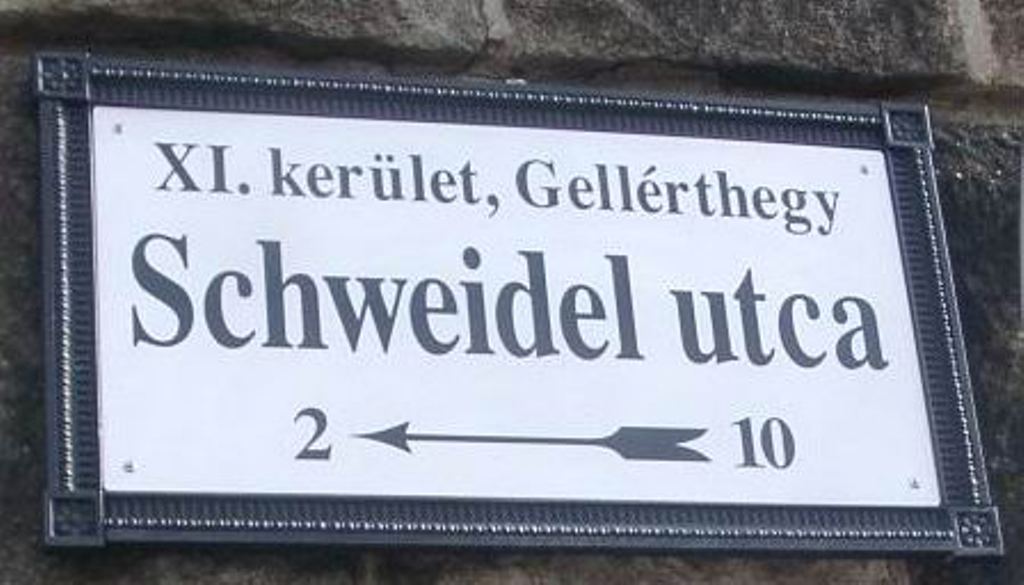 XI. kerület, Gellérthegy
Schweidel utca
2 ← 10